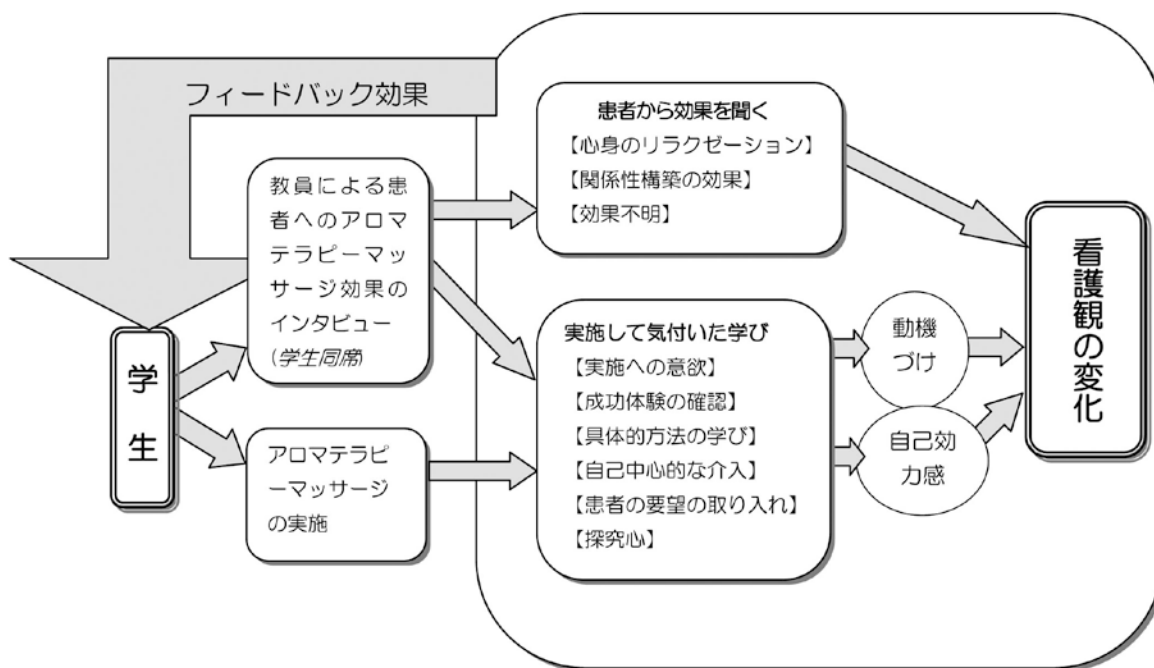 フィードバック効果
学生
教員による患
者へのアロマ
テラピーマッ
サージ効果の
インタビュー
(学生同席)
アロマテラピ
ーマッサージ
の実施
患者から効果を聞く
【心身のリラクゼーション】
【関係性構築の効果】
【効果不明】
実施して気付いた学び
【実施への意欲】
【成功体験の確認】
【具体的方法の学び】
【自己中心的な介入】
【患者の要望の取り入れ】
【探究心】
動機
づけ
自己効
力感
看護観の変化